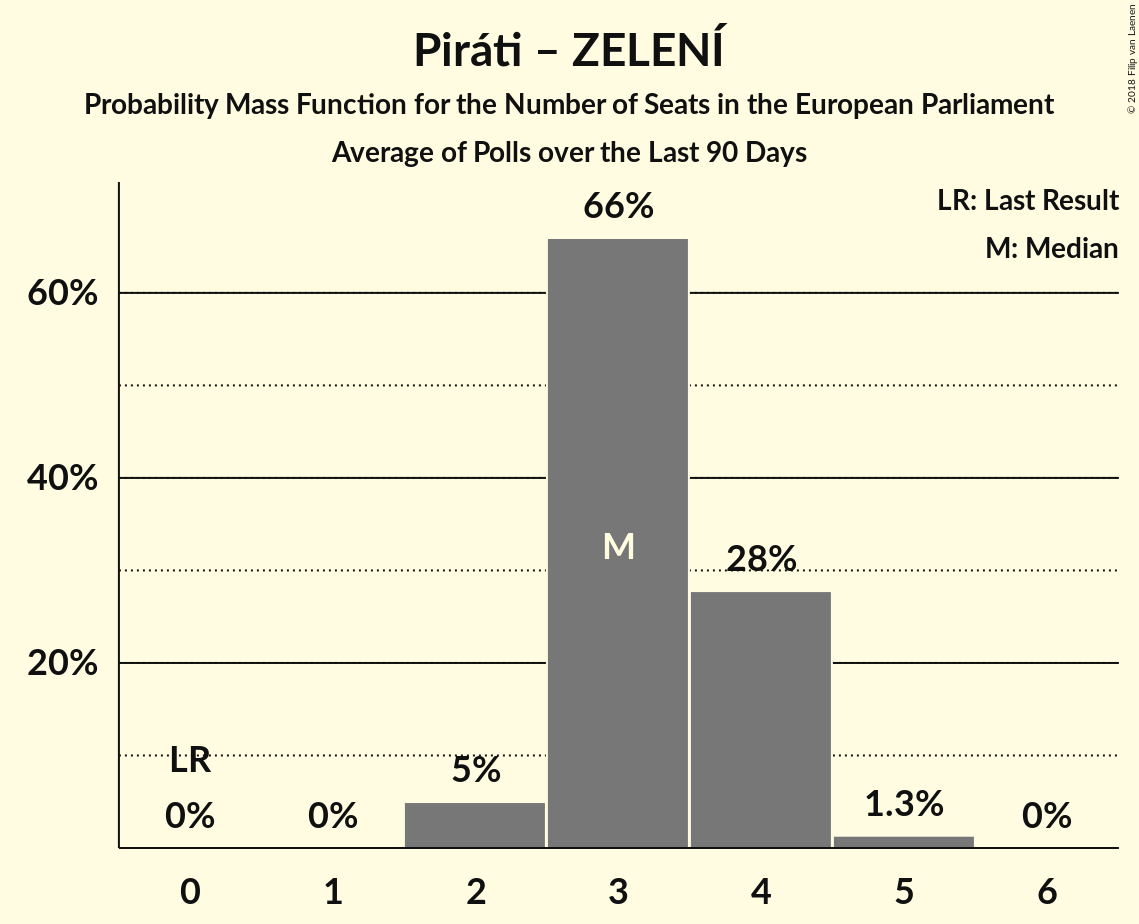 Piráti – ZELENÍ
Probability Mass Function for the Number of Seats in the European Parliament
Average of Polls over the Last 90 Days
© 2018 Filip van Laenen
LR: Last Result
M: Median
66%
60%
40%
M
28%
20%
LR
5%
0%
0%
1.3%
0%
0 1 2 3 4 5 6